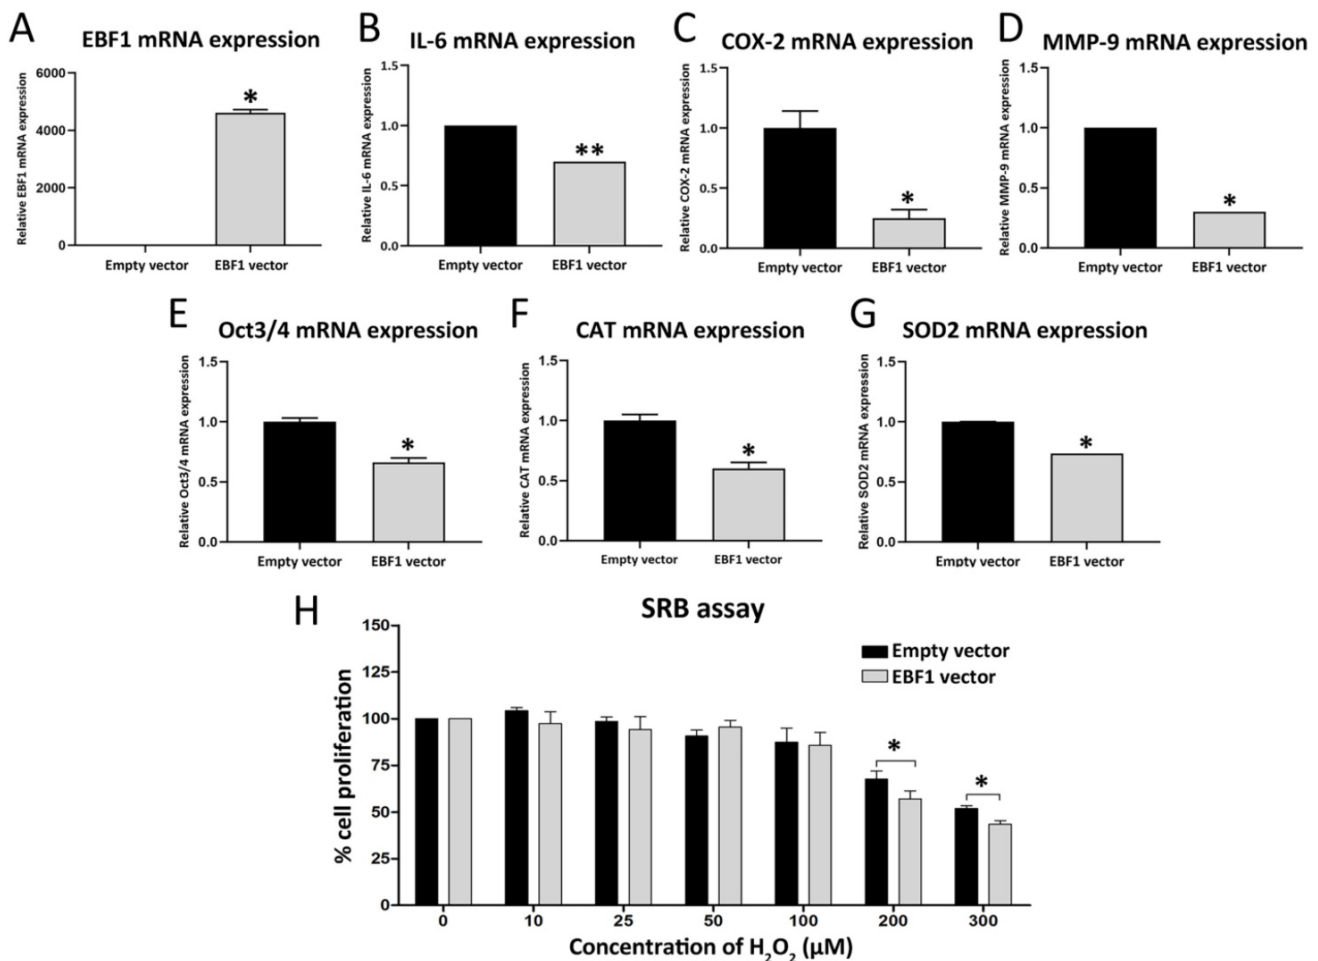 A
EBF1 mRNA expression
Relative EBF1 mRNA expression
6000
4000
2000
0
*
Empty vector
EBF1 vector
B
IL-6 mRNA expression
Relative IL-6 mRNA expression
1.5
1.0
0.5
0.0
**
Empty vector
EBF1 vector
C
COX-2 mRNA expression
Relative COX-2 mRNA expression
1.5
1.0
0.5
0.0
*
Empty vector
EBF1 vector
D
MMP-9 mRNA expression
Relative MMP-9 mRNA expression
1.5
1.0
0.5
0.0
*
Empty vector
EBF1 vector
E
Oct3/4 mRNA expression
Relative Oct3/4 mRNA expression
1.5
1.0
0.5
0.0
*
Empty vector
EBF1 vector
F
CAT mRNA expression
Relative CAT mRNA expression
1.5
1.0
0.5
0.0
*
Empty vector
EBF1 vector
G
SOD2 mRNA expression
Relative SOD2 mRNA expression
1.5
1.0
0.5
0.0
*
Empty vector
EBF1 vector
H
SRB assay
% cell proliferation
150
125
100
75
50
25
0
Empty vector
EBF1 vector
*
*
0 10 25 50 100 200 300
Concentration of H₂O₂ (μM)